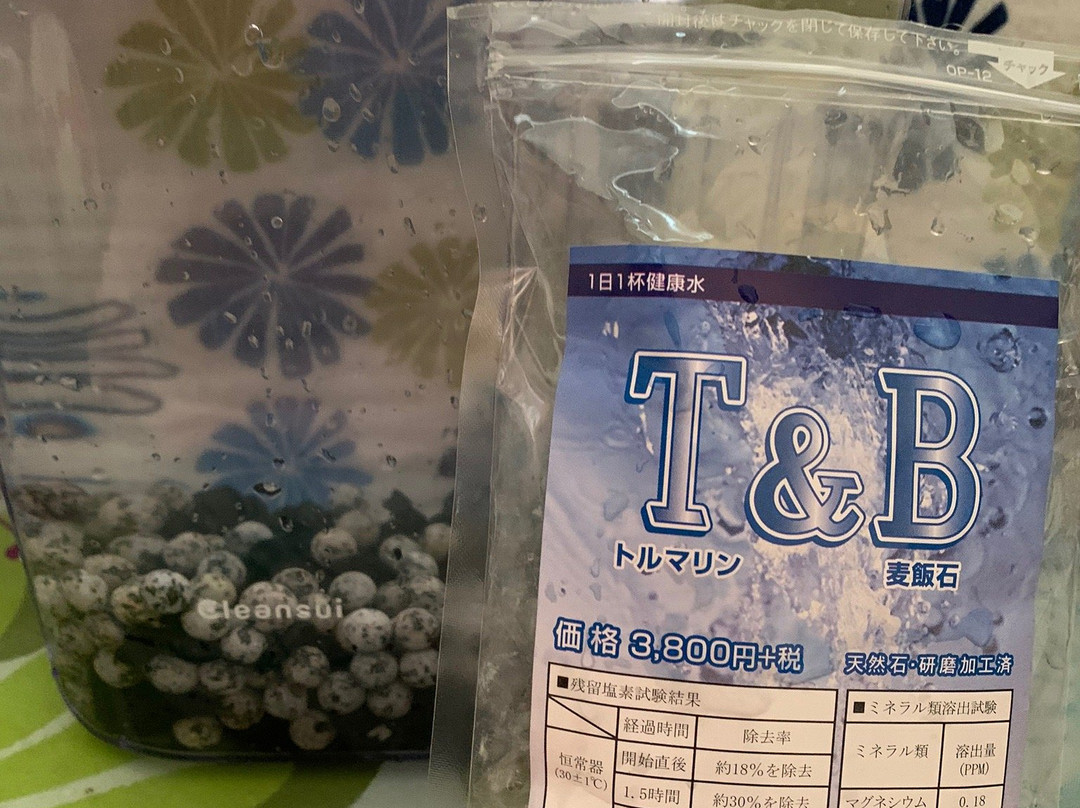 開封後はチャックを閉じて保存して下さい。
OP-12
チャック
1日1杯健康水
T&B
トルマリン
麦飯石
価格 3,800円+税
天然石・研磨加工済
■残留塩素試験結果
経過時間 除去率
恒常器
(30±1℃)
開始直後 約18%を除去
1.5時間 約30%を除去
■ミネラル類溶出試験
ミネラル類 溶出量
(PPM)
マグネシウム 0.18
Cleansui